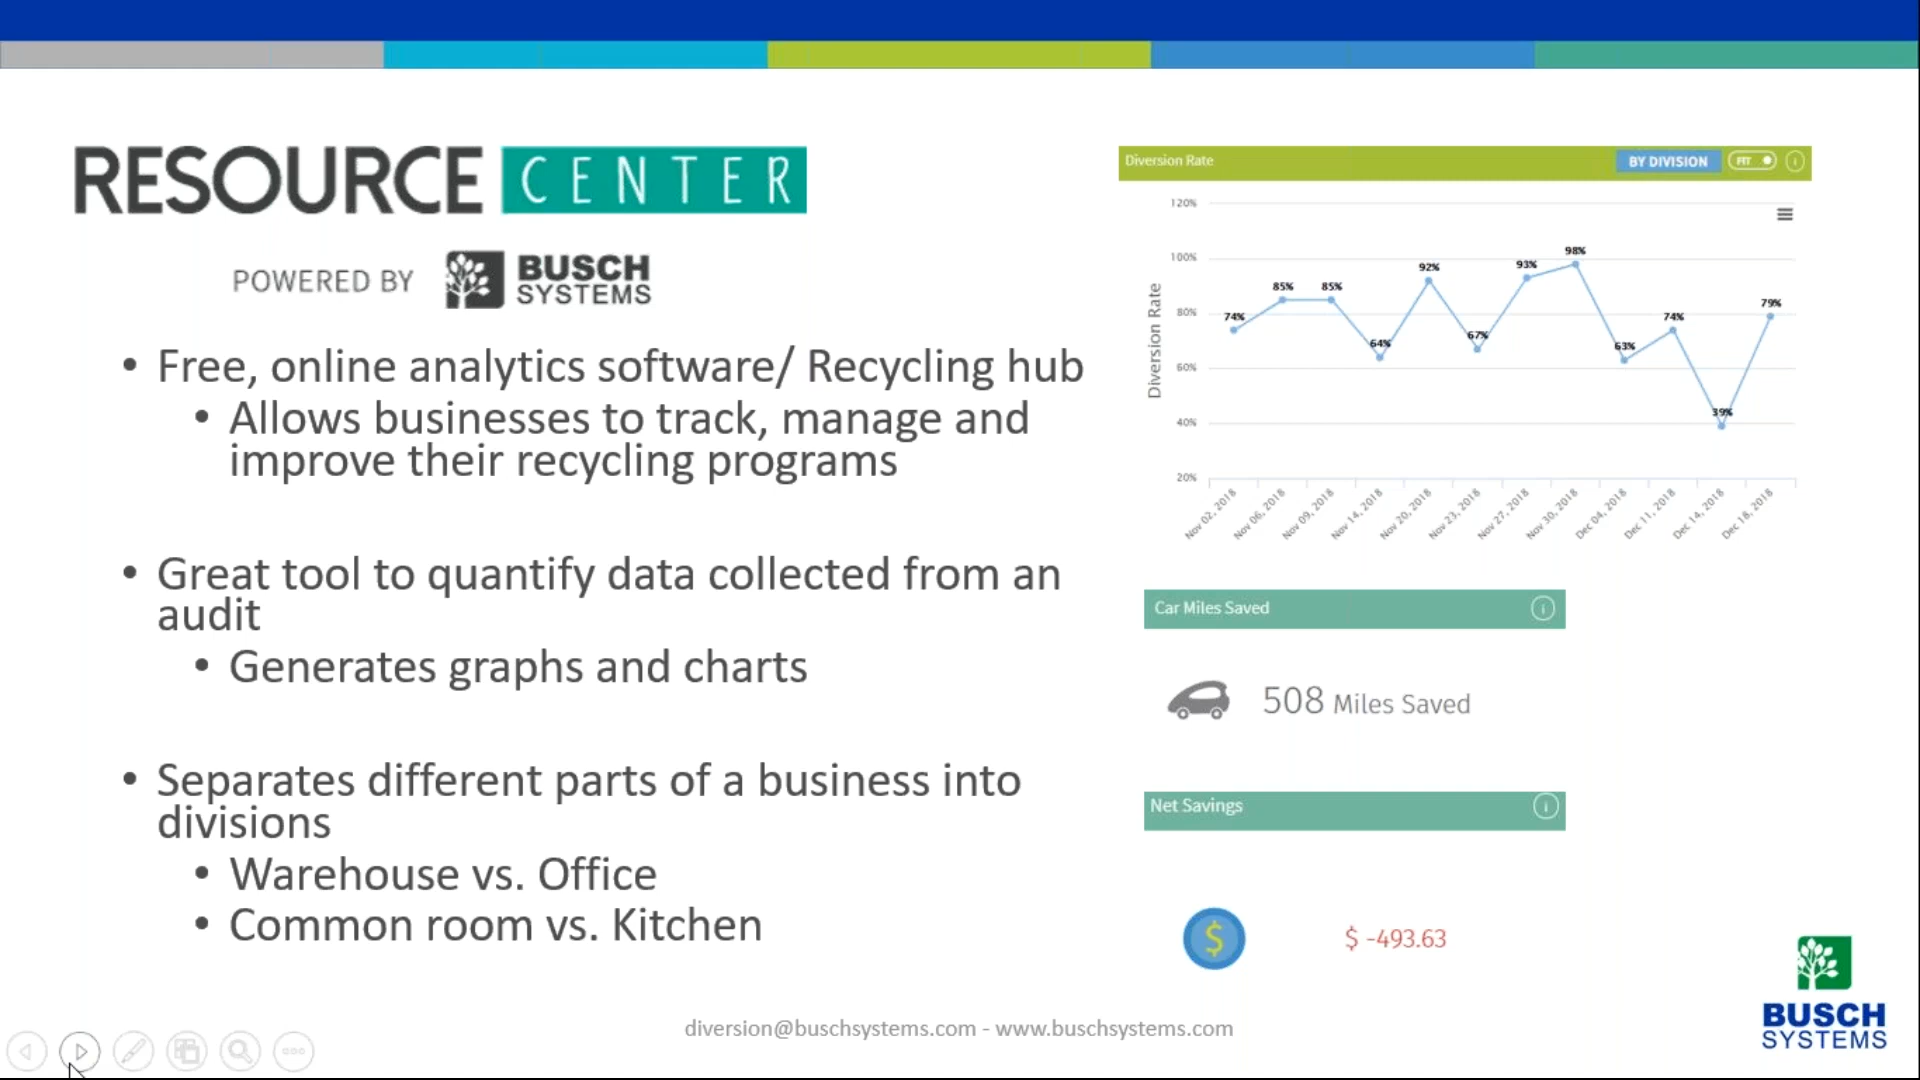 RESOURCE CENTER
POWERED BY BUSCH SYSTEMS
• Free, online analytics software/ Recycling hub
• Allows businesses to track, manage and
improve their recycling programs
• Great tool to quantify data collected from an
audit
• Generates graphs and charts
• Separates different parts of a business into
divisions
• Warehouse vs. Office
• Common room vs. Kitchen
Diversion Rate BY DIVISION FIT i
120%
100%
80%
60%
40%
20%
Diversion Rate
74% 85% 85% 64% 92% 67% 93% 98% 63% 74% 39% 79%
Nov 02, 2018 Nov 06, 2018 Nov 09, 2018 Nov 14, 2018 Nov 20, 2018 Nov 23, 2018 Nov 27, 2018 Nov 30, 2018 Dec 04, 2018 Dec 11, 2018 Dec 14, 2018 Dec 18, 2018
Car Miles Saved i
508 Miles Saved
Net Savings i
$
$ -493.63
diversion@buschsystems.com - www.buschsystems.com
BUSCH
SYSTEMS